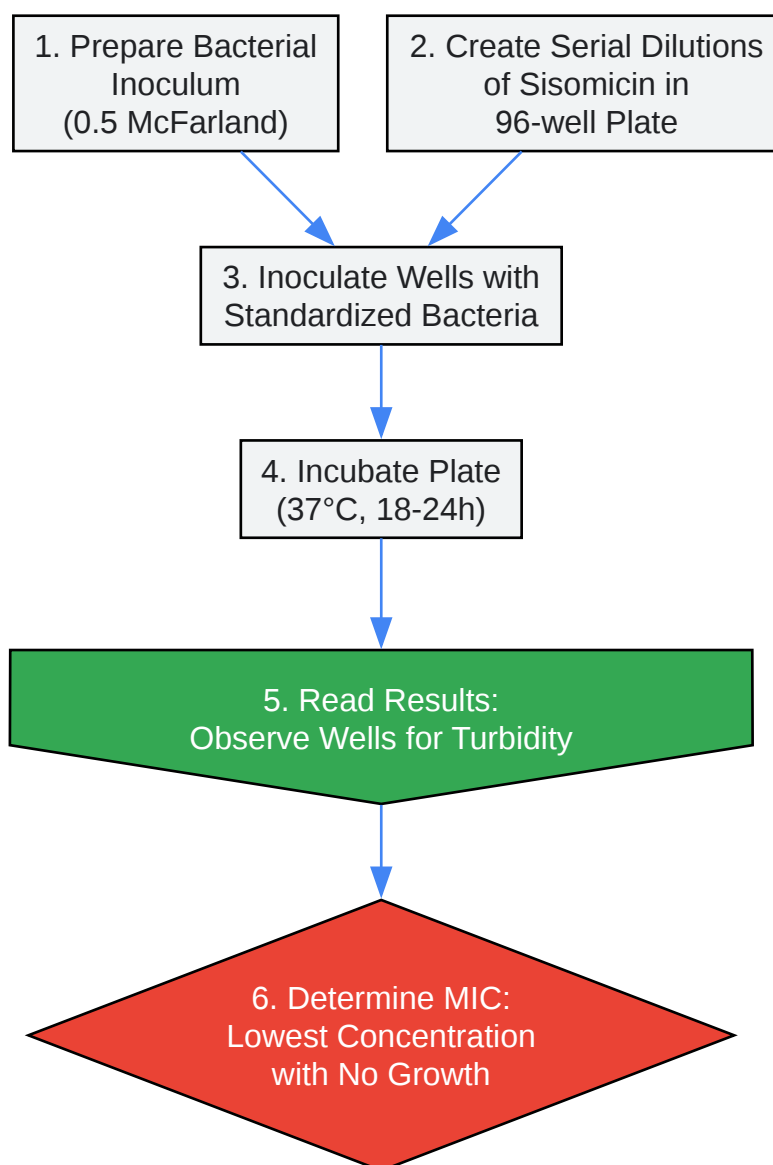 1. Prepare Bacterial
Inoculum
(0.5 McFarland)
2. Create Serial Dilutions
of Sisomicin in
96-well Plate
3. Inoculate Wells with
Standardized Bacteria
4. Incubate Plate
(37°C, 18-24h)
5. Read Results:
Observe Wells for Turbidity
6. Determine MIC:
Lowest Concentration
with No Growth